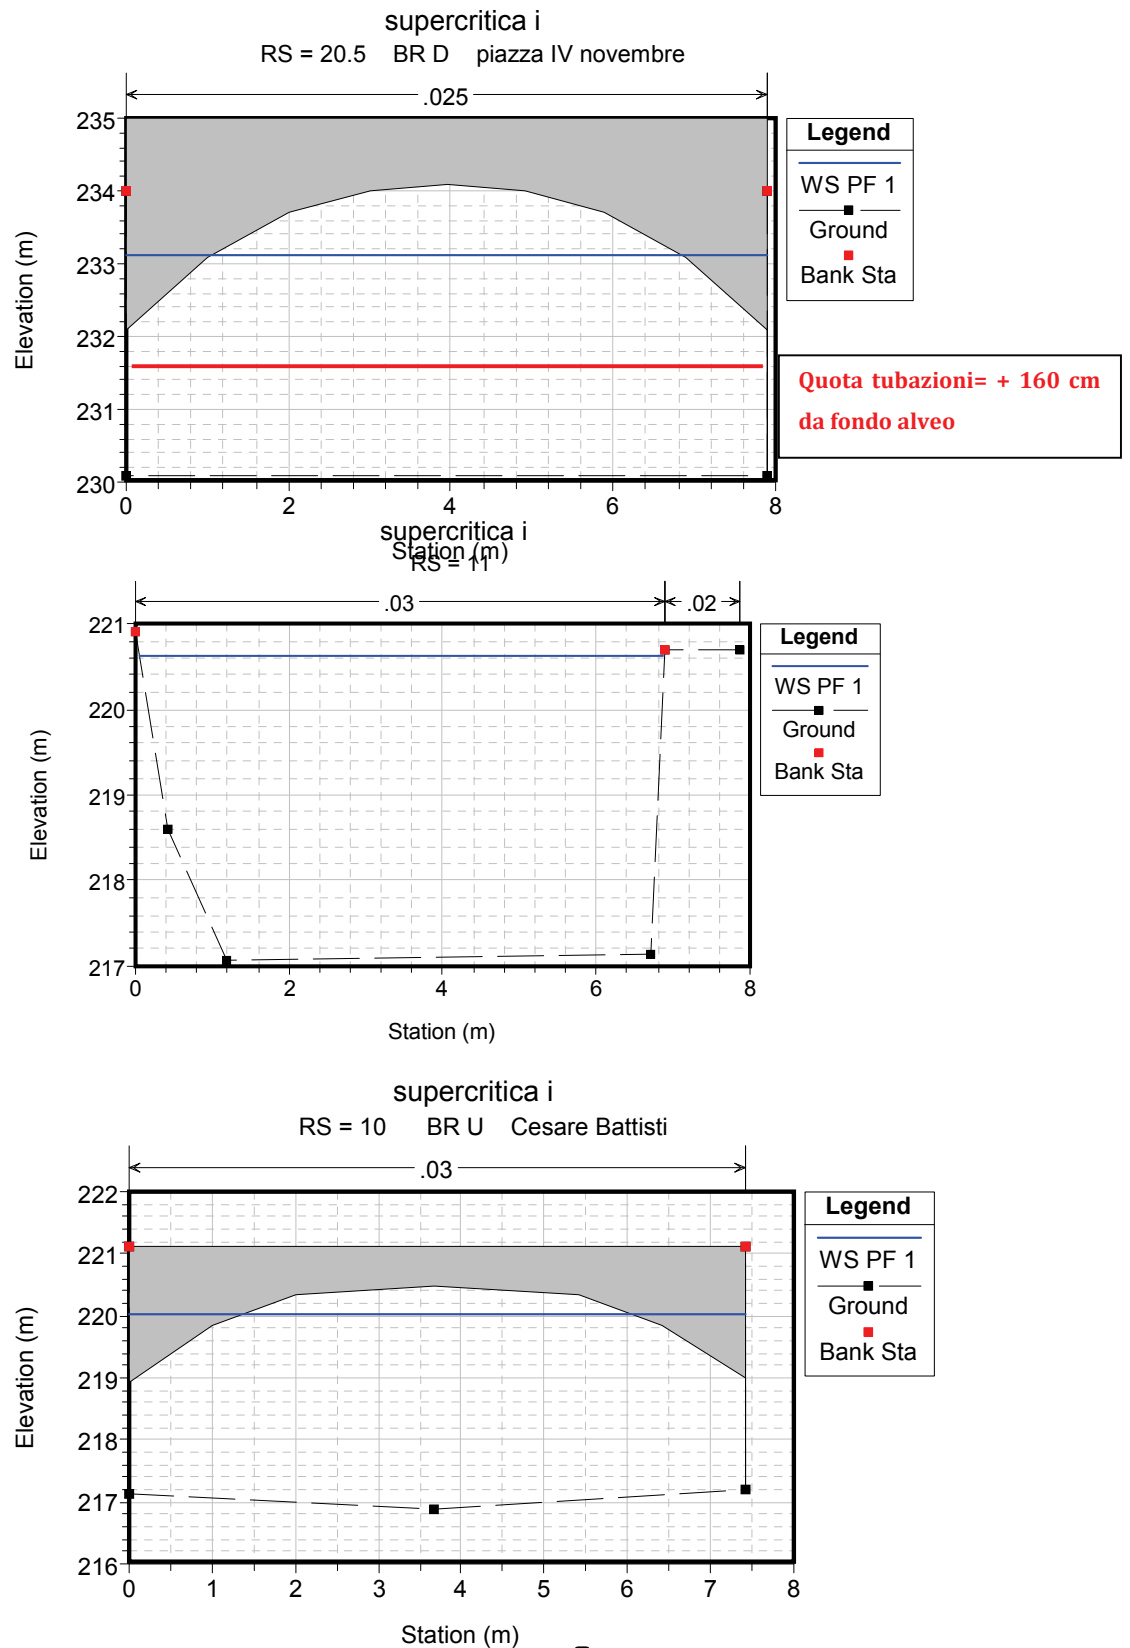 supercritica i
RS = 20.5 BR D piazza IV novembre
.025
235
234
233
232
231
230
Elevation (m)
0 2 4 6 8
Station (m)
Legend
WS PF 1
Ground
Bank Sta
Quota tubazioni= + 160 cm
da fondo alveo
supercritica i
RS = 11
.03 .02
221
220
219
218
217
Elevation (m)
0 2 4 6 8
Station (m)
Legend
WS PF 1
Ground
Bank Sta
supercritica i
RS = 10 BR U Cesare Battisti
.03
222
221
220
219
218
217
216
Elevation (m)
0 1 2 3 4 5 6 7 8
Station (m)
Legend
WS PF 1
Ground
Bank Sta